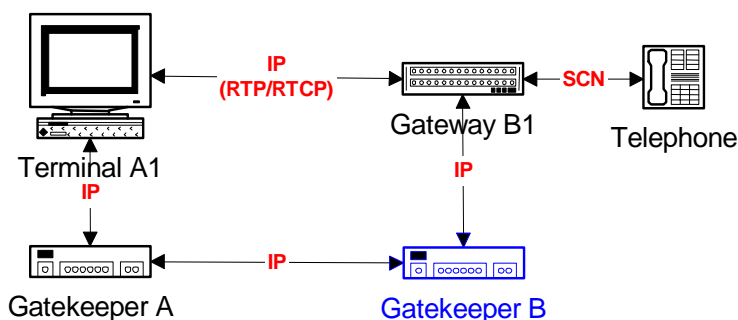 IP
(RTP/RTCP)
SCN
Gateway B1
Telephone
Terminal A1
IP
IP
IP
Gatekeeper A
Gatekeeper B